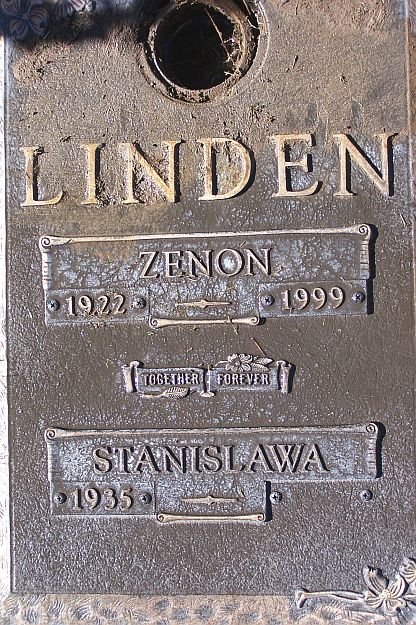 LINDEN
ZENON
1922 1999
TOGETHER FOREVER
STANISLAWA
1935